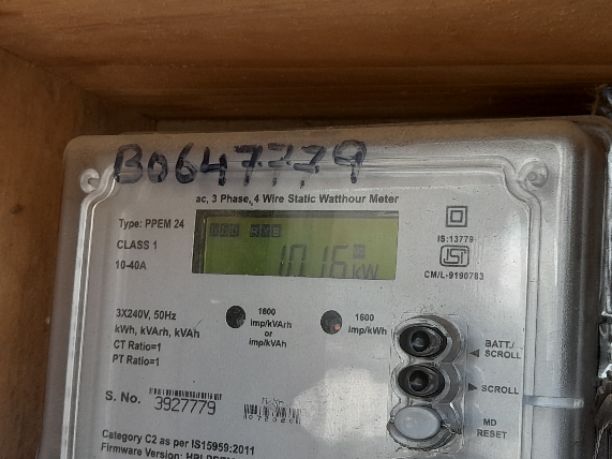 B0647779
ac, 3 Phase, 4 Wire Static Watthour Meter
Type: PPEM 24
CLASS 1
10-40A
10.16 kW
IS:13779
ISI
CM/L-9190783
3X240V, 50Hz
kWh, kVArh, kVAh
CT Ratio=1
PT Ratio=1
1600
imp/kVArh
or
imp/kVAh
1600
imp/kWh
BATT./
SCROLL
SCROLL
MD
RESET
S. No. 3927779
Category C2 as per IS15959:2011
Firmware Version: